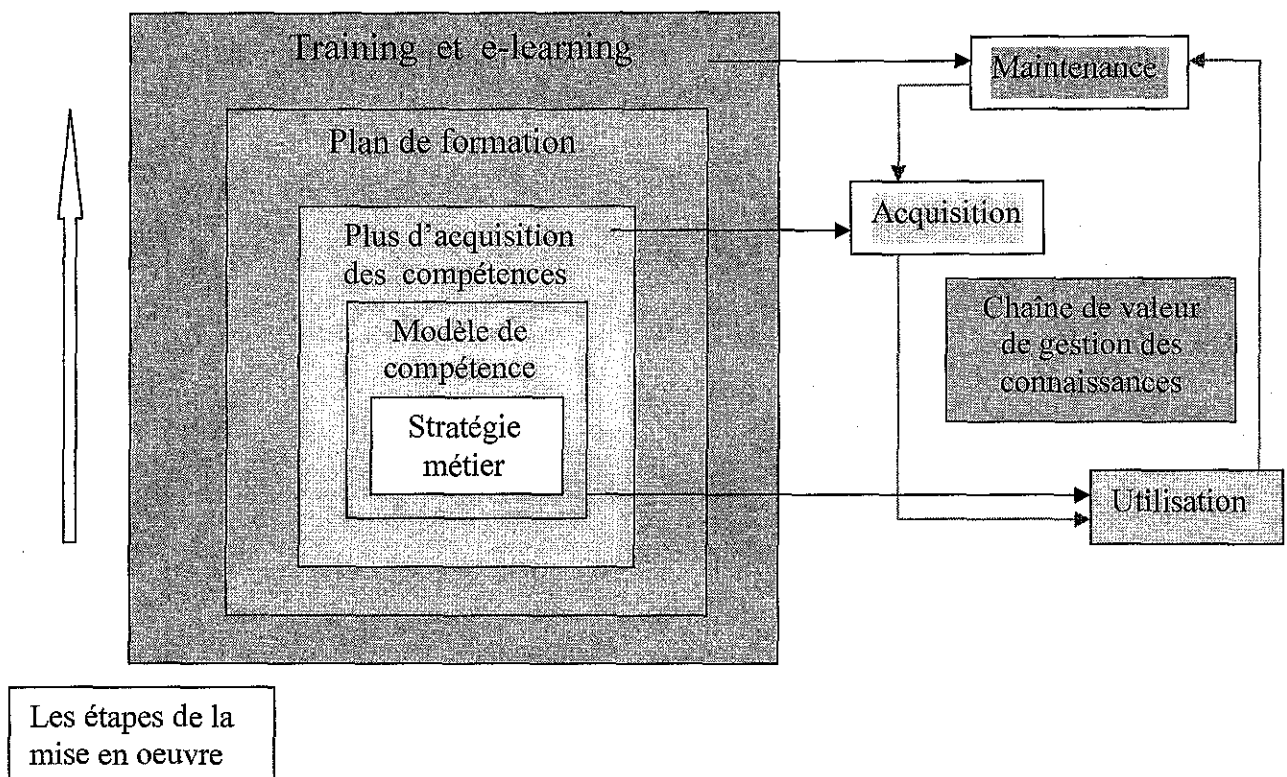 Training et e-learning
Maintenance
Plan de formation
Acquisition
Plus d'acquisition
des compétences
Chaîne de valeur
de gestion des
connaissances
Modèle de
compétence
Stratégie
métier
Utilisation
Les étapes de la
mise en oeuvre